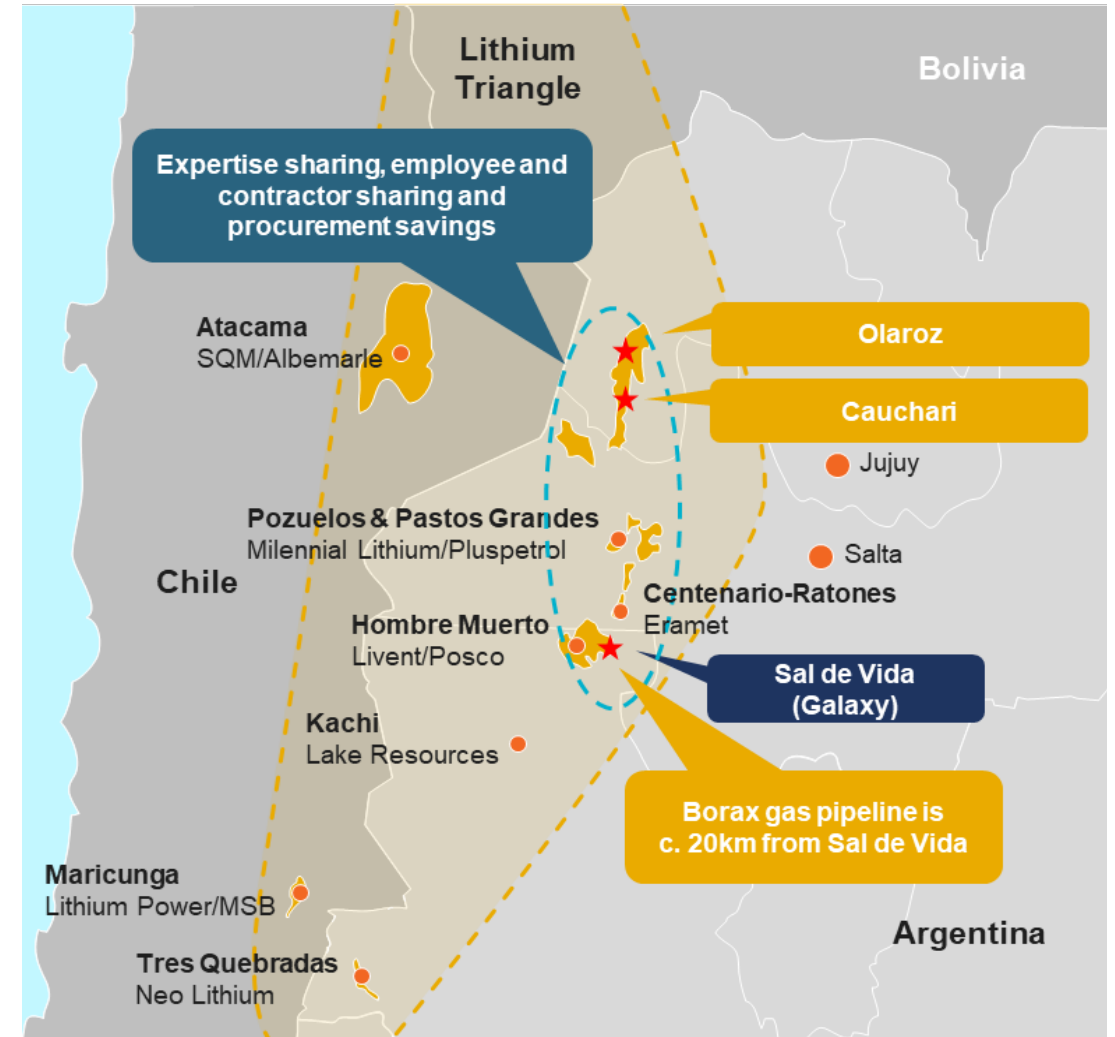 Lithium
Triangle
Bolivia
Expertise sharing, employee and
contractor sharing and
procurement savings
Atacama
SQM/Albemarle
Olaroz
Cauchari
Jujuy
Pozuelos & Pastos Grandes
Milennial Lithium/Pluspetrol
Salta
Chile
Centenario-Ratones
Eramet
Hombre Muerto
Livent/Posco
Sal de Vida
(Galaxy)
Kachi
Lake Resources
Borax gas pipeline is
c. 20km from Sal de Vida
Maricunga
Lithium Power/MSB
Argentina
Tres Quebradas
Neo Lithium